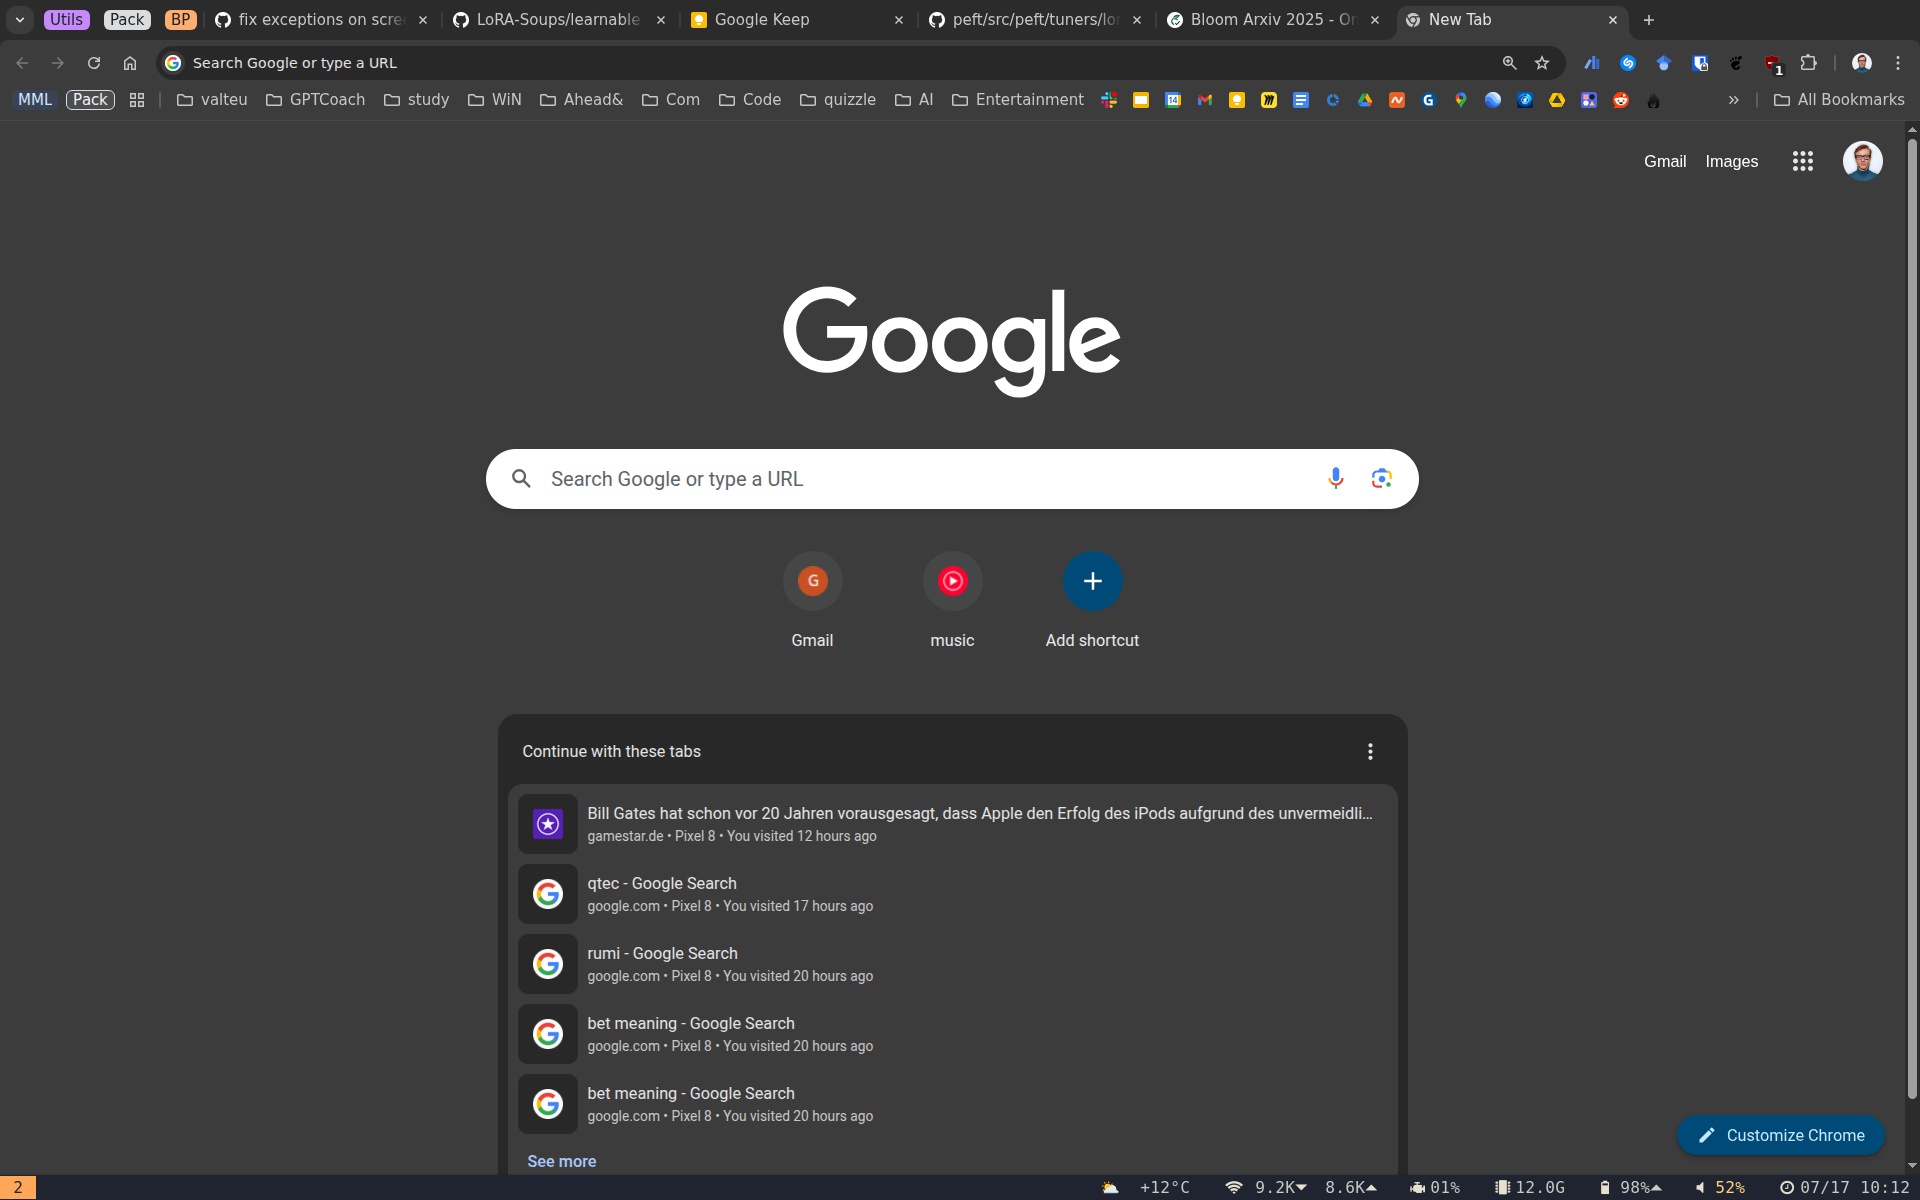 Utils Pack BP fix exceptions on scre LoRA-Soups/learnable Google Keep peft/src/peft/tuners/lo Bloom Arxiv 2025 - O New Tab
Search Google or type a URL 1
MML Pack valteu GPTCoach study WiN Ahead& Com Code quizzle AI Entertainment 14 » All Bookmarks
Gmail Images
Google
Search Google or type a URL
G
Gmail music Add shortcut
Continue with these tabs
Bill Gates hat schon vor 20 Jahren vorausgesagt, dass Apple den Erfolg des iPods aufgrund des unvermeidli...
gamestar.de • Pixel 8 • You visited 12 hours ago
qtec - Google Search
google.com • Pixel 8 • You visited 17 hours ago
rumi - Google Search
google.com • Pixel 8 • You visited 20 hours ago
bet meaning - Google Search
google.com • Pixel 8 • You visited 20 hours ago
bet meaning - Google Search
google.com • Pixel 8 • You visited 20 hours ago
Customize Chrome
See more
2 +12°C 9.2K 8.6K 01% 12.0G 98% 52% 07/17 10:12